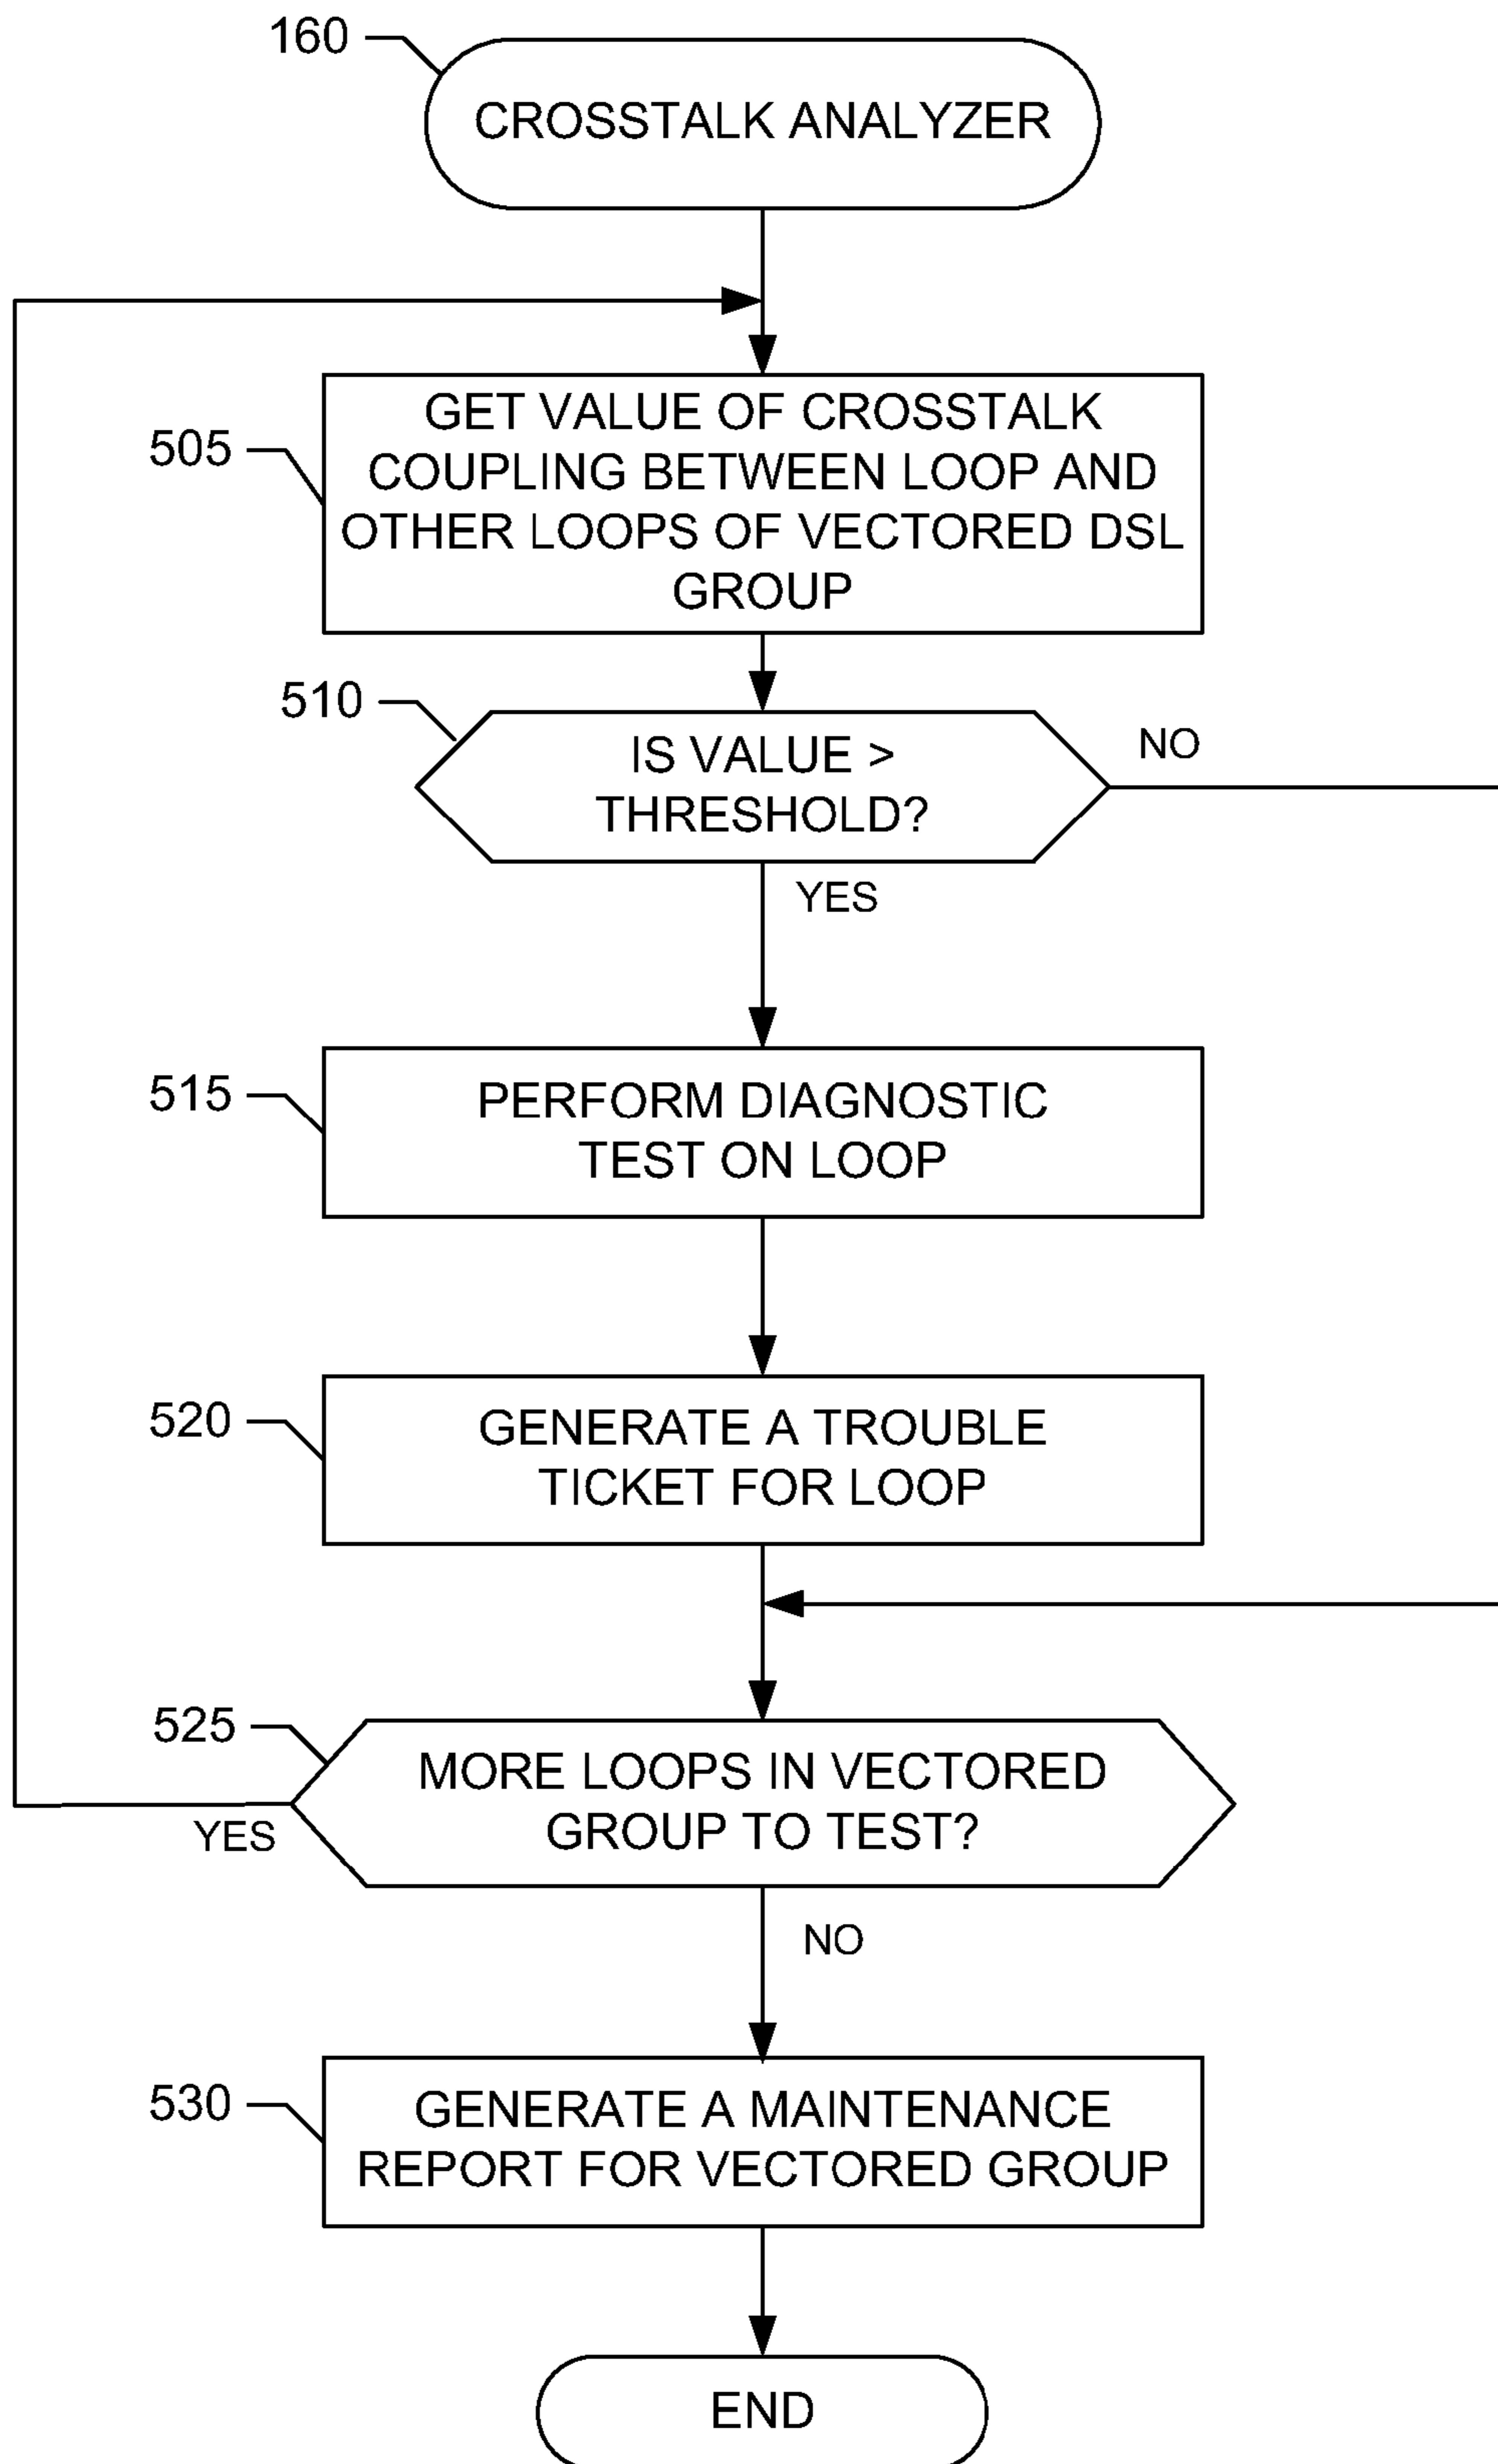 160
CROSSTALK ANALYZER
505
GET VALUE OF CROSSTALK
COUPLING BETWEEN LOOP AND
OTHER LOOPS OF VECTORED DSL
GROUP
510
IS VALUE >
THRESHOLD?
NO
YES
515
PERFORM DIAGNOSTIC
TEST ON LOOP
520
GENERATE A TROUBLE
TICKET FOR LOOP
525
MORE LOOPS IN VECTORED
GROUP TO TEST?
YES
NO
530
GENERATE A MAINTENANCE
REPORT FOR VECTORED GROUP
END